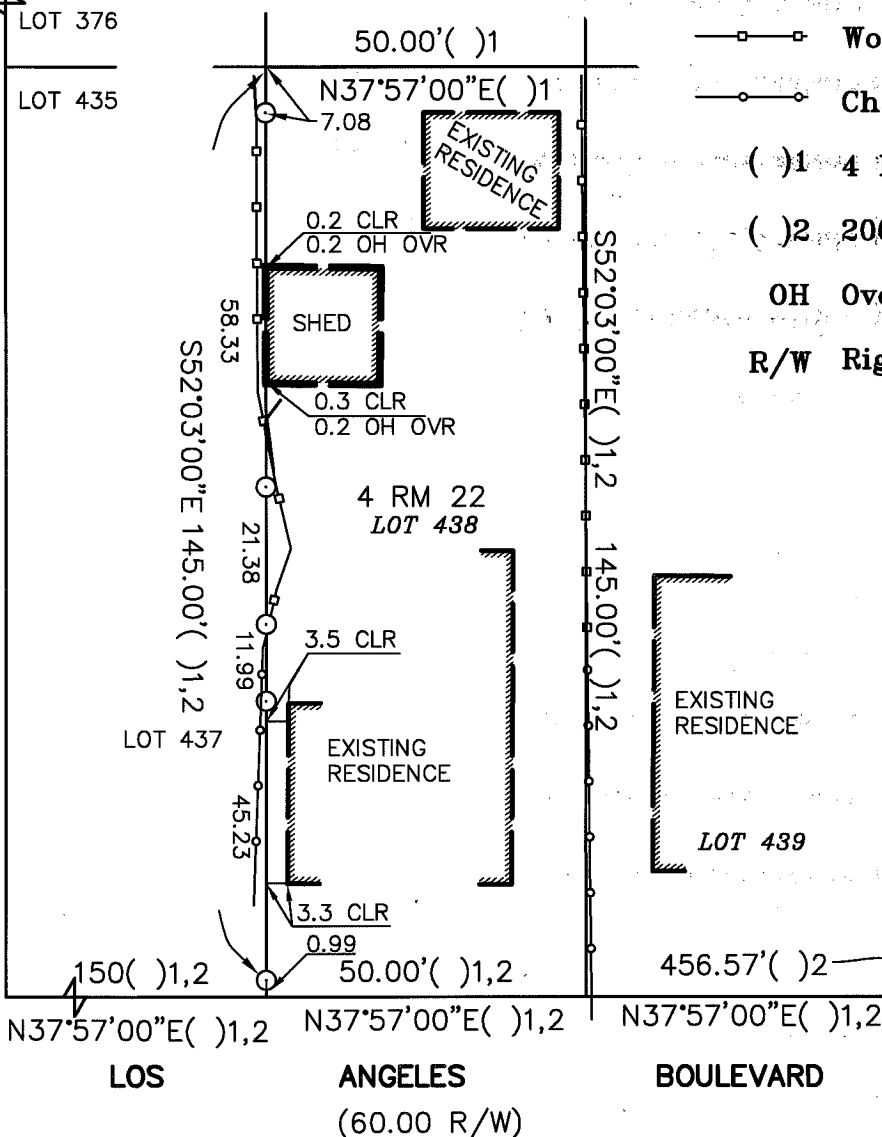 LOT 376
50.00'( )1
LOT 435
N37°57'00"E( )1
7.08
EXISTING
RESIDENCE
( )1 4
( )2
OH
R/W
0.2 CLR
0.2 OH OVR
SHED
58.33
S52°03'00"E( )1,2
145.00'( )1,2
S52°03'00"E 145.00'( )1,2
0.3 CLR
0.2 OH OVR
4 RM 22
LOT 438
21.38
11.99
3.5 CLR
LOT 437
EXISTING
RESIDENCE
EXISTING
RESIDENCE
45.23
LOT 439
3.3 CLR
0.99
150( )1,2
50.00'( )1,2
456.57'( )2
N37°57'00"E( )1,2
N37°57'00"E( )1,2
N37°57'00"E( )1,2
LOS ANGELES BOULEVARD
(60.00 R/W)